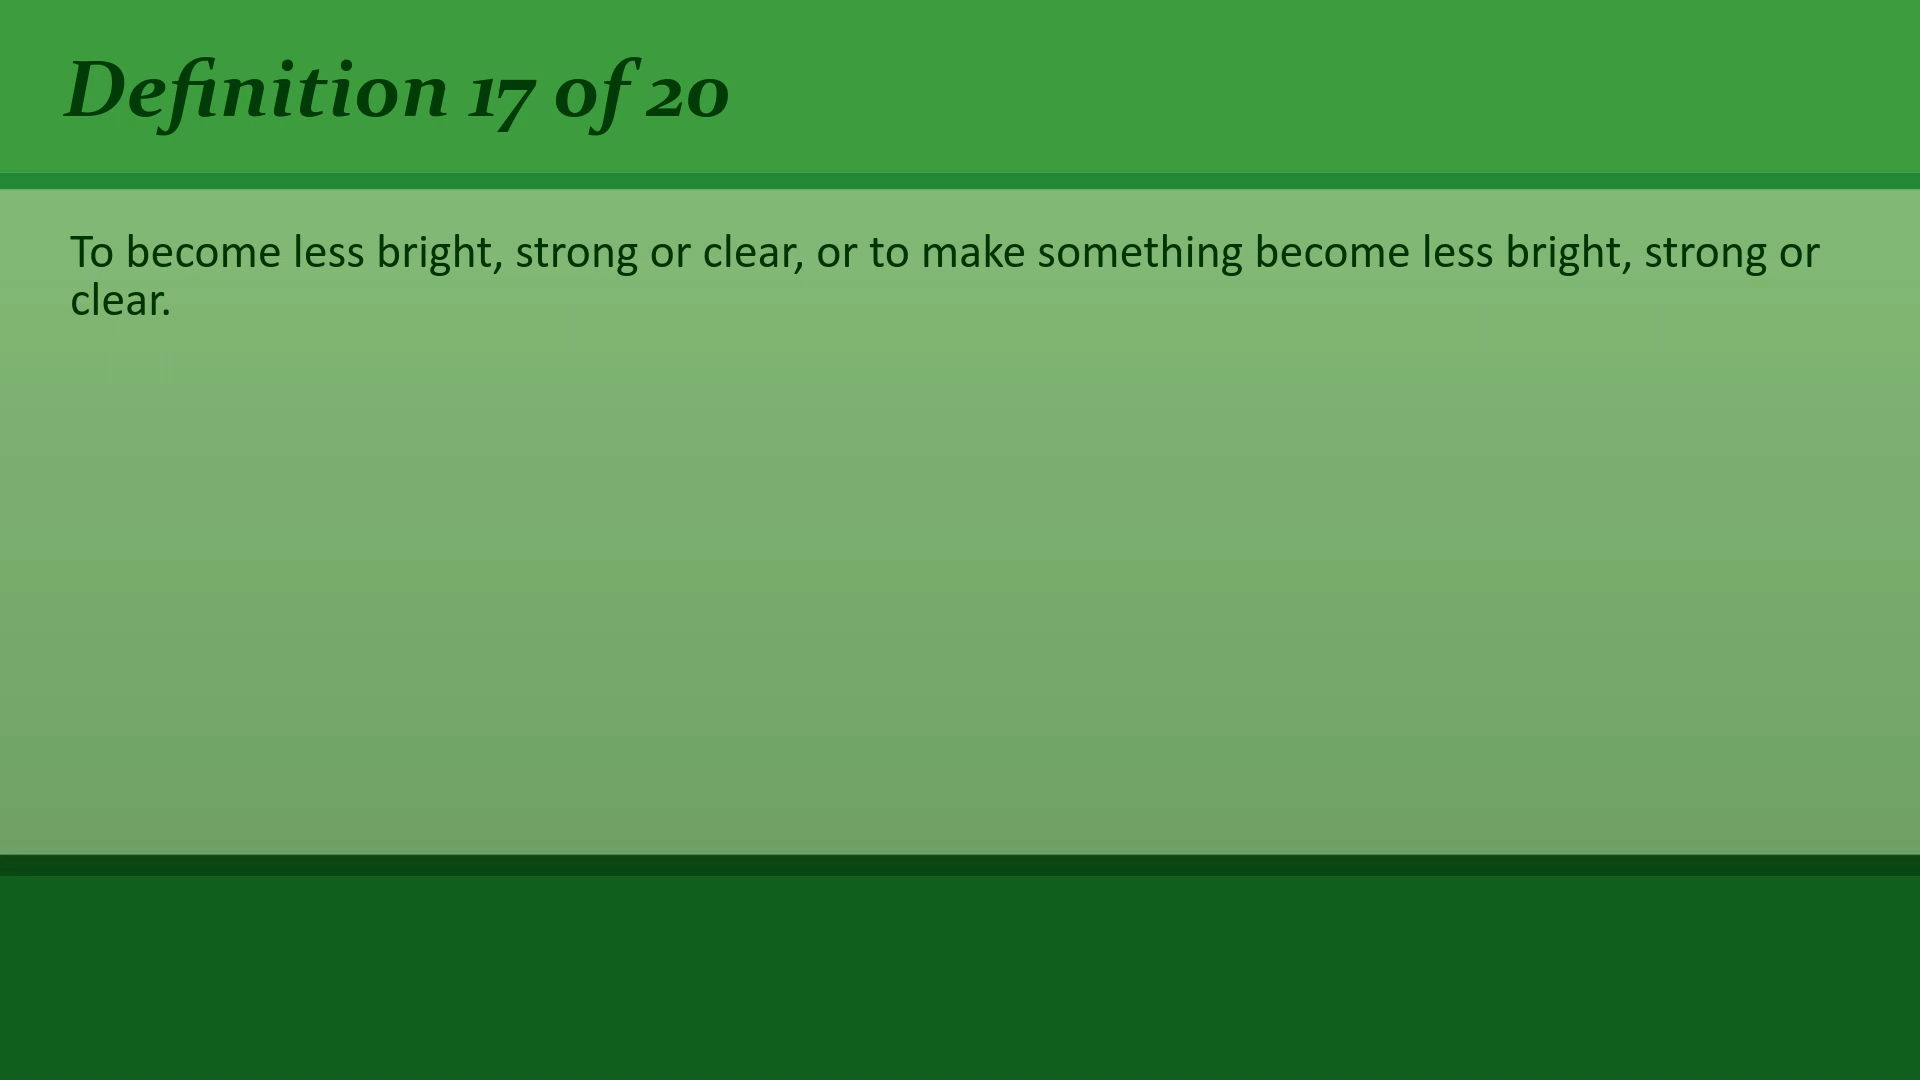 Definition 17 of 20
To become less bright, strong or clear, or to make something become less bright, strong or
clear.